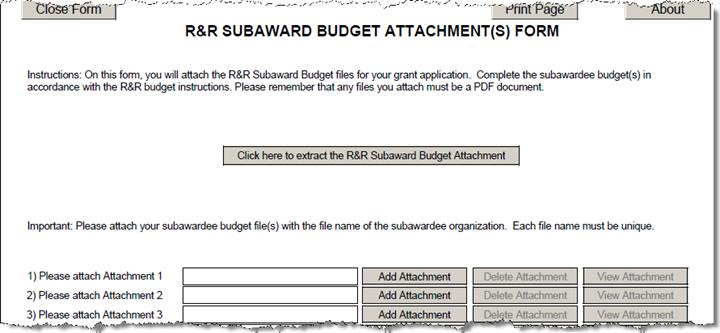 Close Form Print Page About
R&R SUBAWARD BUDGET ATTACHMENT(S) FORM
Instructions: On this form, you will attach the R&R Subaward Budget files for your grant application. Complete the subawardee budget(s) in
accordance with the R&R budget instructions. Please remember that any files you attach must be a PDF document.
Click here to extract the R&R Subaward Budget Attachment
Important: Please attach your subawardee budget file(s) with the file name of the subawardee organization. Each file name must be unique.
1) Please attach Attachment 1 Add Attachment Delete Attachment View Attachment
2) Please attach Attachment 2 Add Attachment Delete Attachment View Attachment
3) Please attach Attachment 3 Add Attachment Delete Attachment View Attachment